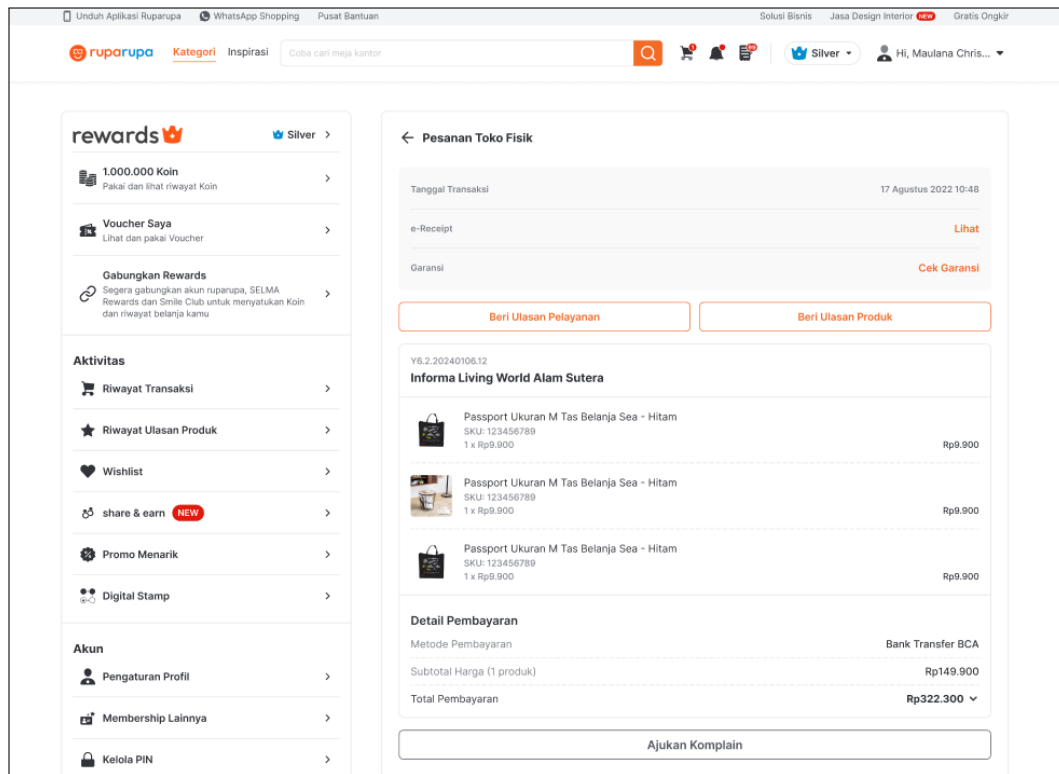 Unduh Aplikasi Ruparupa WhatsApp Shopping Pusat Bantuan
Solusi Bisnis Jasa Design Interior NEW Gratis Ongkir
ruparupa Kategori Inspirasi Coba cari meja kantor
Silver Hi, Maulana Chris...
rewards Silver
1.000.000 Koin
Pakai dan lihat riwayat Koin
Voucher Saya
Lihat dan pakai Voucher
Gabungkan Rewards
Segera gabungkan akun ruparupa, SELMA
Rewards dan Smile Club untuk menyatukan Koin
dan riwayat belanja kamu
Aktivitas
Riwayat Transaksi
Riwayat Ulasan Produk
Wishlist
share & earn NEW
Promo Menarik
Digital Stamp
Akun
Pengaturan Profil
Membership Lainnya
Kelola PIN
Pesanan Toko Fisik
Tanggal Transaksi 17 Agustus 2022 10:48
e-Receipt Lihat
Garansi Cek Garansi
Beri Ulasan Pelayanan Beri Ulasan Produk
Y6.2.20240106.12
Informa Living World Alam Sutera
Passport Ukuran M Tas Belanja Sea - Hitam
SKU: 123456789
1 x Rp9.900 Rp9.900
Passport Ukuran M Tas Belanja Sea - Hitam
SKU: 123456789
1 x Rp9.900 Rp9.900
Passport Ukuran M Tas Belanja Sea - Hitam
SKU: 123456789
1 x Rp9.900 Rp9.900
Detail Pembayaran
Metode Pembayaran Bank Transfer BCA
Subtotal Harga (1 produk) Rp149.900
Total Pembayaran Rp322.300
Ajukan Komplain